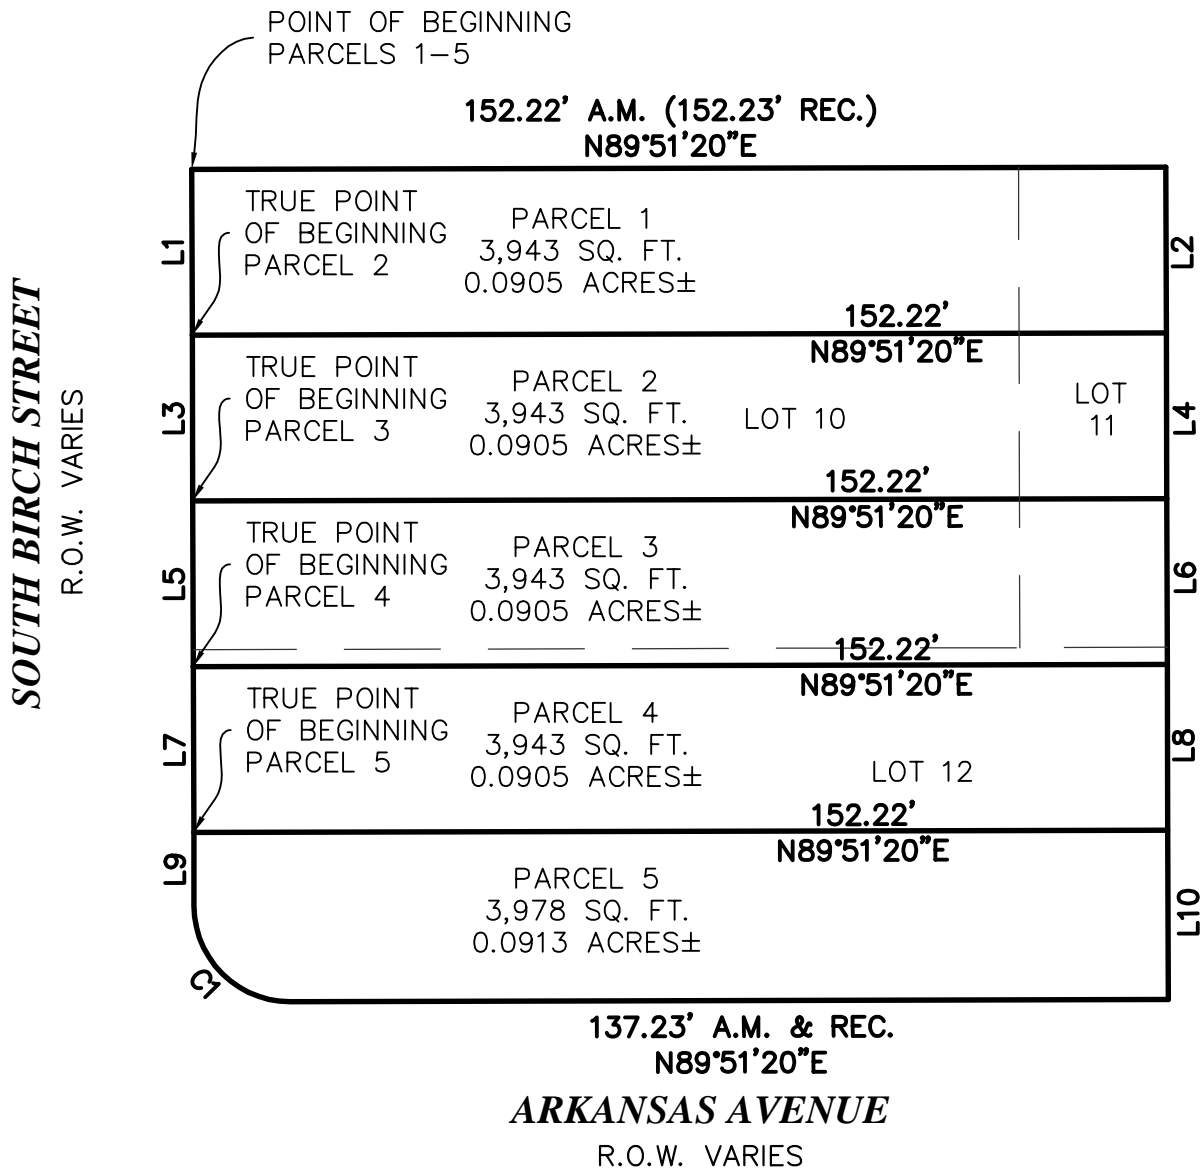 POINT OF BEGINNING
PARCELS 1-5
152.22' A.M. (152.23' REC.)
N89°51'20"E
TRUE POINT
OF BEGINNING
PARCEL 2
PARCEL 1
3,943 SQ. FT.
0.0905 ACRES±
L1
L2
152.22'
N89°51'20"E
TRUE POINT
OF BEGINNING
PARCEL 3
PARCEL 2
3,943 SQ. FT.
0.0905 ACRES±
LOT 10
LOT
11
L3
L4
152.22'
N89°51'20"E
SOUTH BIRCH STREET
R.O.W. VARIES
TRUE POINT
OF BEGINNING
PARCEL 4
PARCEL 3
3,943 SQ. FT.
0.0905 ACRES±
L5
L6
152.22'
N89°51'20"E
TRUE POINT
OF BEGINNING
PARCEL 5
PARCEL 4
3,943 SQ. FT.
0.0905 ACRES±
LOT 12
L7
L8
152.22'
N89°51'20"E
L9
PARCEL 5
3,978 SQ. FT.
0.0913 ACRES±
L10
C1
137.23' A.M. & REC.
N89°51'20"E
ARKANSAS AVENUE
R.O.W. VARIES